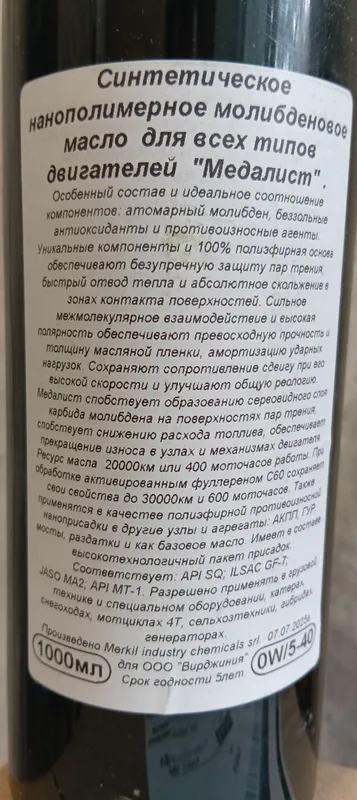 Синтетическое
нанополимерное молибденовое
масло для всех типов
двигателей "Медалист".
Особенный состав и идеальное соотношение
компонентов: атомарный молибден, беззольные
антиоксиданты и противоизносные агенты.
Уникальные компоненты и 100% полиэфирная основа
обеспечивают безупречную защиту пар трения,
быстрый отвод тепла и абсолютное скольжение в
зонах контакта поверхностей. Сильное
межмолекулярное взаимодействие и высокая
полярность обеспечивают превосходную прочность и
толщину масляной пленки, амортизацию ударных
нагрузок. Сохраняют сопротивление сдвигу при его
высокой скорости и улучшают общую реологию.
Медалист спобствует образованию сервовидного слоя
карбида молибдена на поверхностях пар трения,
спобствует снижению расхода топлива, обеспечивает
прекращение износа в узлах и механизмах двигателя.
Ресурс масла 20000км или 400 моточасов работы. При
обработке активированным фуллереном С60 сохраняет
свои свойства до 30000км и 600 моточасов. Также
применятся в качестве полиэфирной противоизносной
наноприсадки в другие узлы и агрегаты: АКПП, ГУР,
мосты, раздатки и как базовое масло. Имеет в составе
высокотехнологичный пакет присадок.
Соответствует: API SQ; ILSAC GF-7;
JASO MA2; API MT-1. Разрешено применять в грузовой
технике и специальном оборудовании, катерах,
снегоходах, мотциклах 4Т, сельхозтехники, гибридах,
генераторах.
Произведено Merkil industry chemicals srl 07.07.2025г
1000мл для ООО "Вирджиния" 0W/5-40
Срок годности 5лет